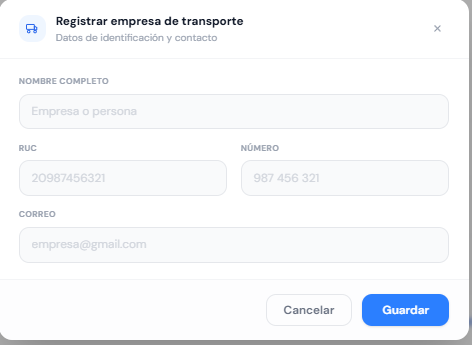 Registrar empresa de transporte
Datos de identificación y contacto
×
NOMBRE COMPLETO
Empresa o persona
RUC
NÚMERO
20987456321
987 456 321
CORREO
empresa@gmail.com
Cancelar
Guardar